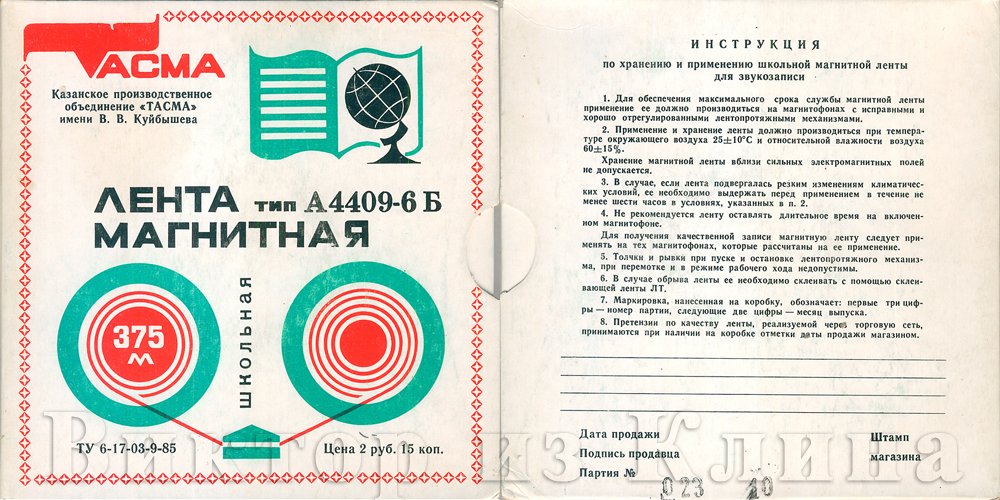 ТАСМА
Казанское производственное
объединение «ТАСМА»
имени В. В. Куйбышева
ЛЕНТА тип А4409-6 Б
МАГНИТНАЯ
375
м
школьная
ТУ 6-17-03-9-85
Цена 2 руб. 15 коп.
ИНСТРУКЦИЯ
по хранению и применению школьной магнитной ленты
для звукозаписи
1. Для обеспечения максимального срока службы магнитной ленты
применение ее должно производиться на магнитофонах с исправными и
хорошо отрегулированными лентопротяжными механизмами.
2. Применение и хранение ленты должно производиться при темпера-
туре окружающего воздуха 25±10°С и относительной влажности воздуха
60±15%.
Хранение магнитной ленты вблизи сильных электромагнитных полей
не допускается.
3. В случае, если лента подвергалась резким изменениям климатичес-
ких условий, ее необходимо выдержать перед применением в течение не
менее шести часов в условиях, указанных в п. 2.
4. Не рекомендуется ленту оставлять длительное время на включен-
ном магнитофоне.
Для получения качественной записи магнитную ленту следует при-
менять на тех магнитофонах, которые рассчитаны на ее применение.
5. Толчки и рывки при пуске и остановке лентопротяжного механиз-
ма, при перемотке и в режиме рабочего хода недопустимы.
6. В случае обрыва ленты ее необходимо склеивать с помощью склеи-
вающей ленты ЛТ.
7. Маркировка, нанесенная на коробку, обозначает: первые три циф-
ры — номер партии, следующие две цифры — месяц выпуска.
8. Претензии по качеству ленты, реализуемой через торговую сеть,
принимаются при наличии на коробке отметки даты продажи магазином.
Дата продажи
Штамп
Подпись продавца
магазина
Партия №
023 10
Виктор из Клина